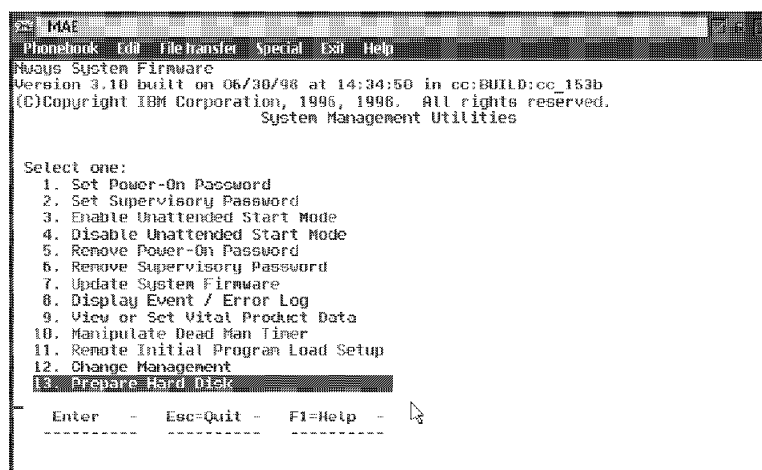 MAE
Phonebook Edit File transfer Special Exit Help
Nways System Firmware
Version 3.10 built on 06/30/98 at 14:34:50 in cc:BUILD:cc_153b
(C)Copyright IBM Corporation, 1996, 1998. All rights reserved.
System Management Utilities
Select one:
1. Set Power-On Password
2. Set Supervisory Password
3. Enable Unattended Start Mode
4. Disable Unattended Start Mode
5. Remove Power-On Password
6. Remove Supervisory Password
7. Update System Firmware
8. Display Event / Error Log
9. View or Set Vital Product Data
10. Manipulate Dead Man Timer
11. Remote Initial Program Load Setup
12. Change Management
13. Prepare Hard Disk
Enter - Esc=Quit - F1=Help -